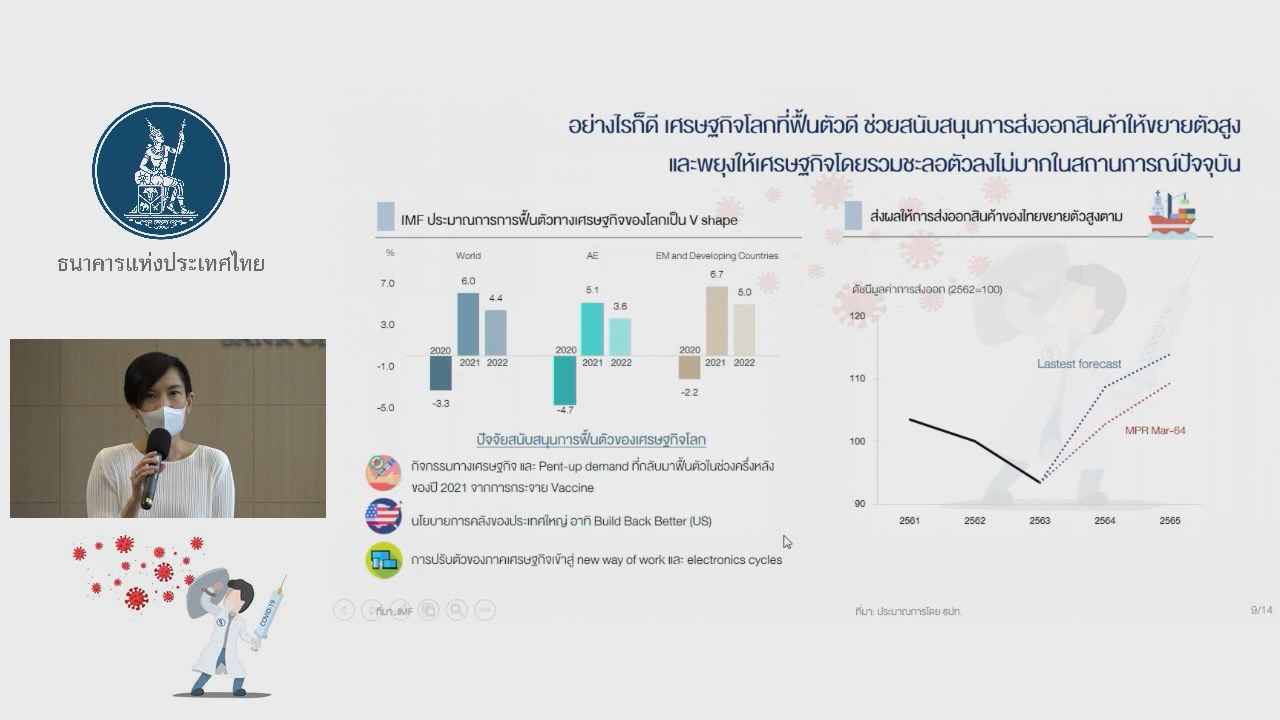 ธนาคารแห่งประเทศไทย
อย่างไรก็ดี เศรษฐกิจโลกที่ฟื้นตัวดี ช่วยสนับสนุนการส่งออกสินค้าให้ขยายตัวสูง
และพยุงให้เศรษฐกิจโดยรวมชะลอตัวลงไม่มากในสถานการณ์ปัจจุบัน
IMF ประมาณการการฟื้นตัวทางเศรษฐกิจของโลกเป็น V shape
% World AE EM and Developing Countries
7.0
3.0
-1.0
-5.0
2020 6.0 4.4
-3.3 2021 2022
2020 5.1 3.6
-4.7 2021 2022
2020 6.7 5.0
-2.2 2021 2022
ปัจจัยสนับสนุนการฟื้นตัวของเศรษฐกิจโลก
กิจกรรมทางเศรษฐกิจ และ Pent-up demand ที่กลับมาฟื้นตัวในช่วงครึ่งหลัง
ของปี 2021 จากการกระจาย Vaccine
นโยบายการคลังของประเทศใหญ่ อาทิ Build Back Better (US)
การปรับตัวของภาคเศรษฐกิจเข้าสู่ new way of work และ electronics cycles
ที่มา: IMF
ส่งผลให้การส่งออกสินค้าของไทยขยายตัวสูงตาม
ดัชนีมูลค่าการส่งออก (2562=100)
120
110
100
90
Lastest forecast
MPR Mar-64
2561 2562 2563 2564 2565
ที่มา: ประมาณการโดย ธปท.
9/14
COVID-19
COVID-19